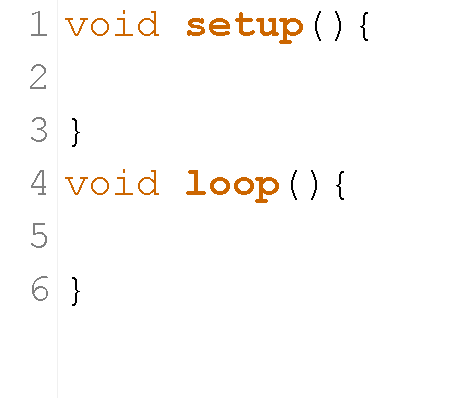 1 void setup(){
2
3 }
4 void loop(){
5
6 }